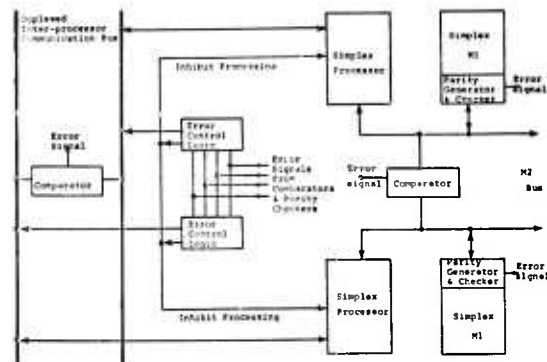 Duplexed
Inter-processor
Communication Bus
Inhibit Processing
Simplex
Processor
Simplex
M1
Parity
Generator
& Checker
Error
Signal
Error
Signal
Comparator
Error
Control
Logic
Error
Signals
from
Comparators
& Parity
Checkers
Error
Control
Logic
Error
Signal
Comparator
M2
Bus
Inhibit Processing
Simplex
Processor
Parity
Generator
& Checker
Error
Signal
Simplex
M1